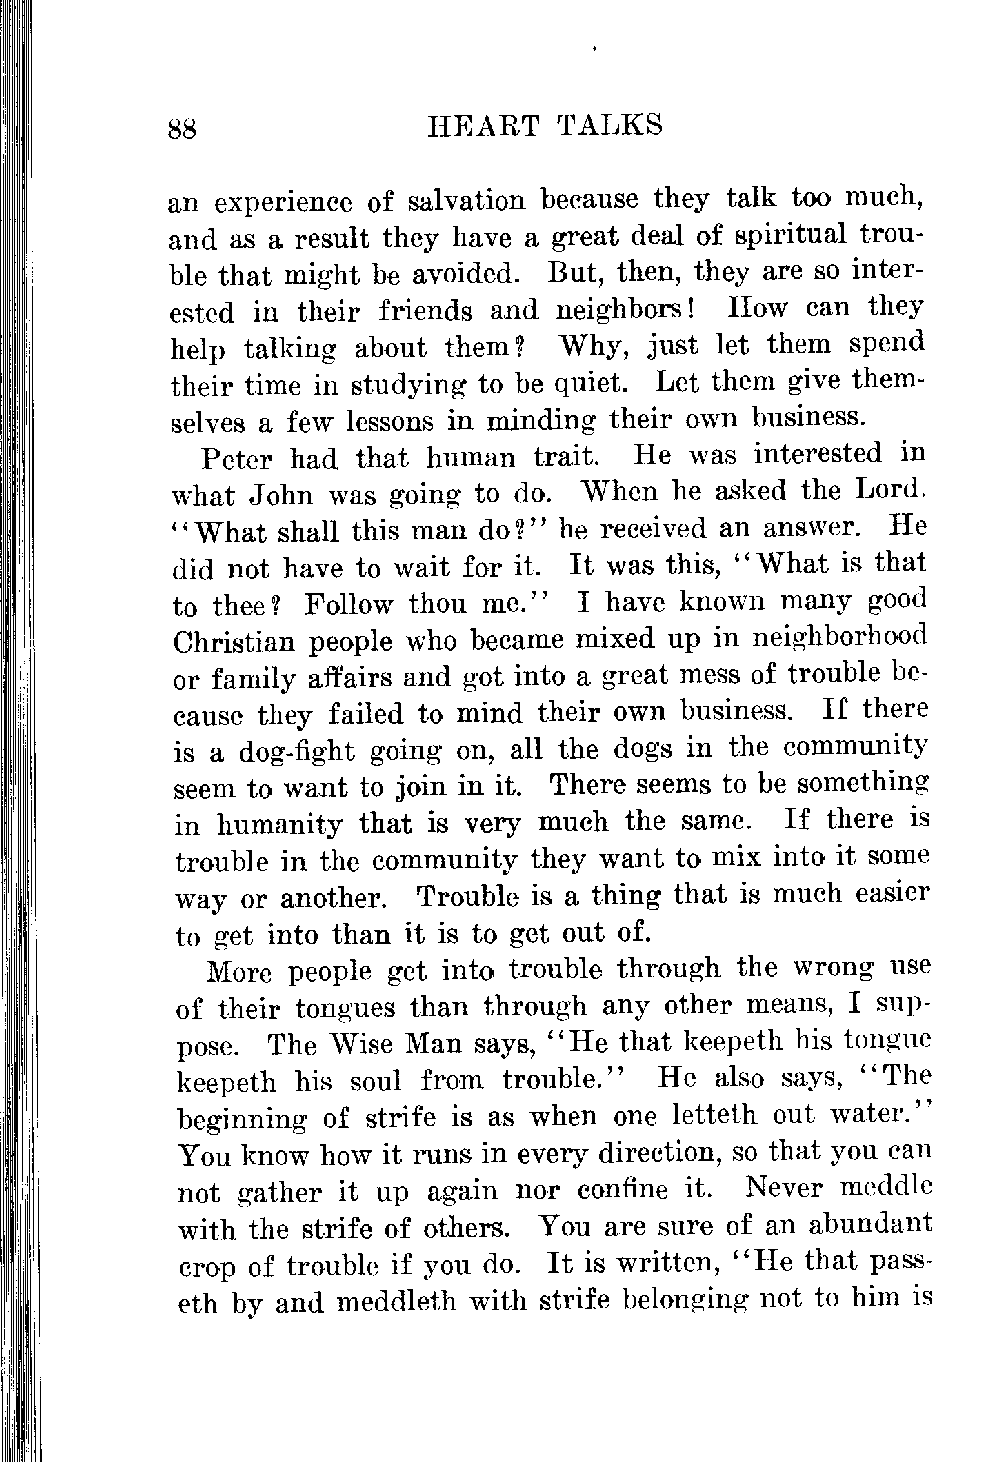 88 HEART TALKS
an experience of salvation because they talk too much,
and as a result they have a great deal of spiritual trou-
ble that might be avoided. But, then, they are so inter-
ested in their friends and neighbors! How can they
help talking about them? Why, just let them spend
their time in studying to be quiet. Let them give them-
selves a few lessons in minding their own business.
Peter had that human trait. He was interested in
what John was going to do. When he asked the Lord.
"What shall this man do?" he received an answer. He
did not have to wait for it. It was this, "What is that
to thee? Follow thou me." I have known many good
Christian people who became mixed up in neighborhood
or family affairs and got into a great mess of trouble be-
cause they failed to mind their own business. If there
is a dog-fight going on, all the dogs in the community
seem to want to join in it. There seems to be something
in humanity that is very much the same. If there is
trouble in the community they want to mix into it some
way or another. Trouble is a thing that is much easier
to get into than it is to get out of.
More people get into trouble through the wrong use
of their tongues than through any other means, I sup-
pose. The Wise Man says, "He that keepeth his tongue
keepeth his soul from trouble." He also says, "The
beginning of strife is as when one letteth out water."
You know how it runs in every direction, so that you can
not gather it up again nor confine it. Never meddle
with the strife of others. You are sure of an abundant
crop of trouble if you do. It is written, "He that pass-
eth by and meddleth with strife belonging not to him is